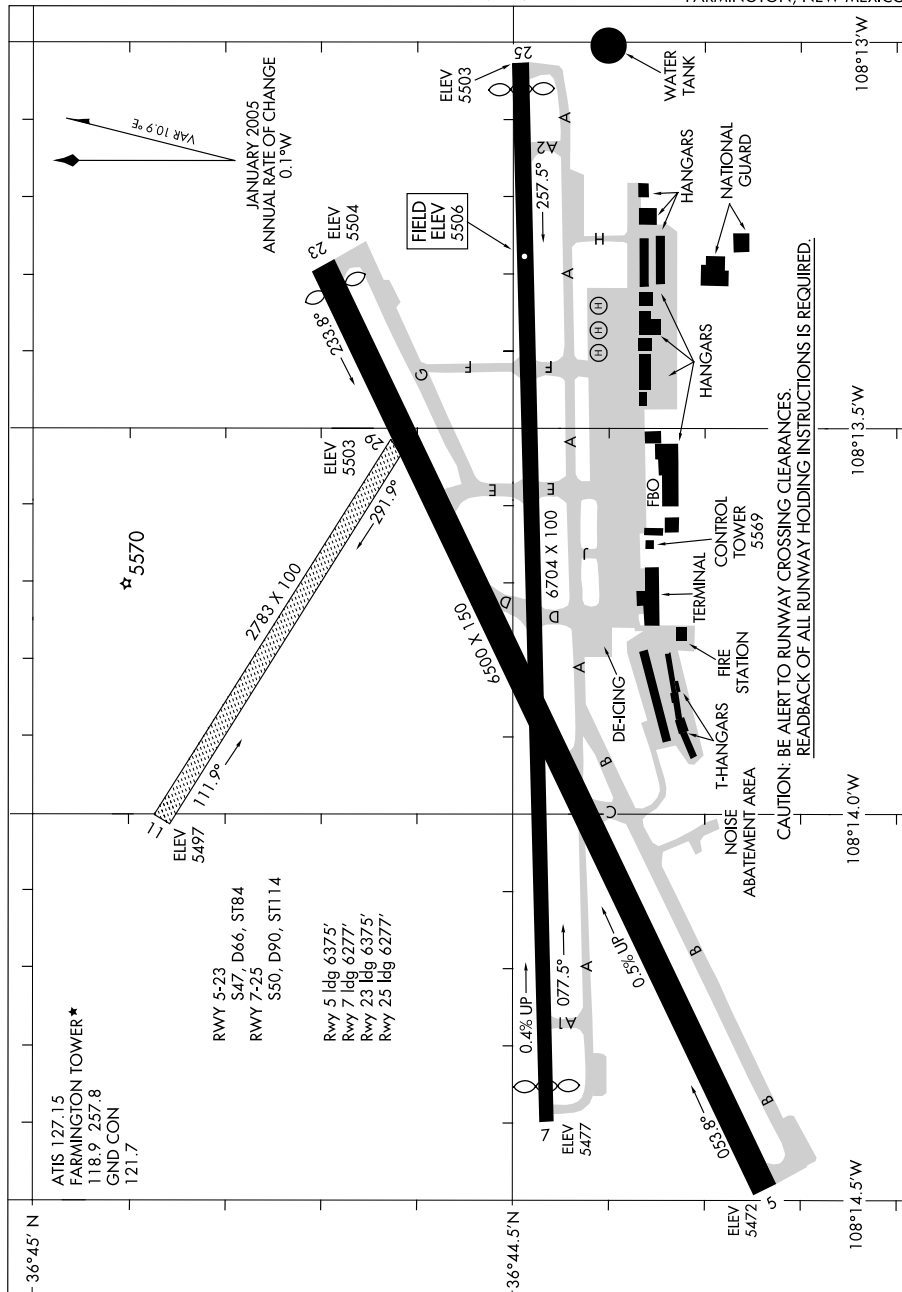 FARMINGTON, NEW MEXICO
ATIS 127.15
FARMINGTON TOWER★
118.9 257.8
GND CON
121.7
RWY 5-23
S47, D66, ST84
RWY 7-25
S50, D90, ST114
Rwy 5 ldg 6375'
Rwy 7 ldg 6277'
Rwy 23 ldg 6375'
Rwy 25 ldg 6277'
36°45' N
36°44.5'N
5570
JANUARY 2005
ANNUAL RATE OF CHANGE
0.1°W
VAR 10.9°E
11
ELEV
5497
111.9°
2783 X 100
291.9°
29
ELEV
5503
23
ELEV
5504
233.8°
FIELD
ELEV
5506
ELEV
5503
25
257.5°
6500 X 150
6704 X 100
0.4% UP
077.5°
7
ELEV
5477
0.5% UP
053.8°
5
ELEV
5472
A1
A
B
B
C
B
A
D
D
J
E
E
A
F
F
G
A
H
A2
A
H
H
H
DE-ICING
T-HANGARS
FIRE
STATION
TERMINAL
CONTROL
TOWER
5569
FBO
HANGARS
HANGARS
NATIONAL
GUARD
WATER
TANK
NOISE
ABATEMENT AREA
CAUTION: BE ALERT TO RUNWAY CROSSING CLEARANCES.
READBACK OF ALL RUNWAY HOLDING INSTRUCTIONS IS REQUIRED.
108°14.5'W
108°14.0'W
108°13.5'W
108°13'W